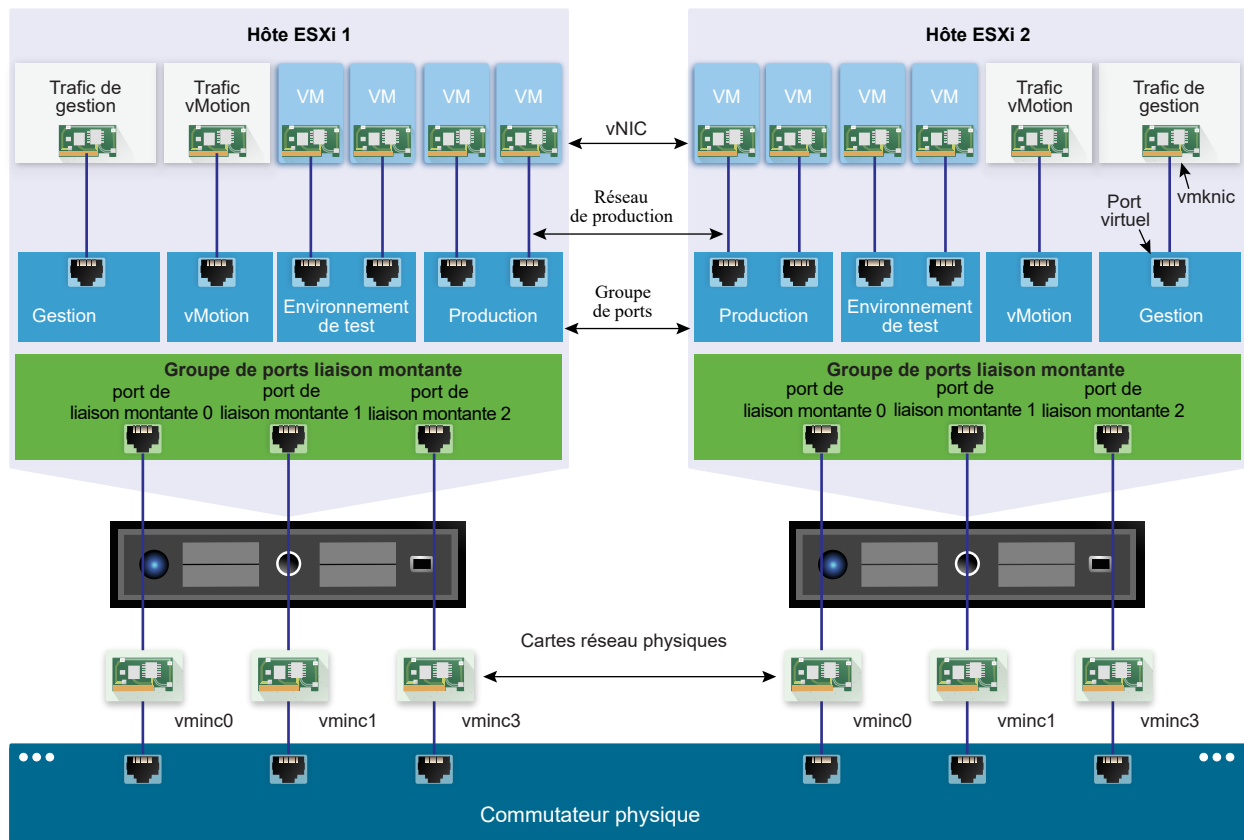 Hôte ESXi 1
Hôte ESXi 2
Trafic de
gestion
Trafic
vMotion
VM
VM
VM
VM
vNIC
VM
VM
VM
VM
Trafic
vMotion
Trafic de
gestion
vmknic
Réseau
de production
Port
virtuel
Gestion
vMotion
Environnement
de test
Production
Groupe
de ports
Production
Environnement
de test
vMotion
Gestion
Groupe de ports liaison montante
port de
liaison montante 0
port de
liaison montante 1
port de
liaison montante 2
Groupe de ports liaison montante
port de
liaison montante 0
port de
liaison montante 1
port de
liaison montante 2
Cartes réseau physiques
vminc0
vminc1
vminc3
vminc0
vminc1
vminc3
Commutateur physique